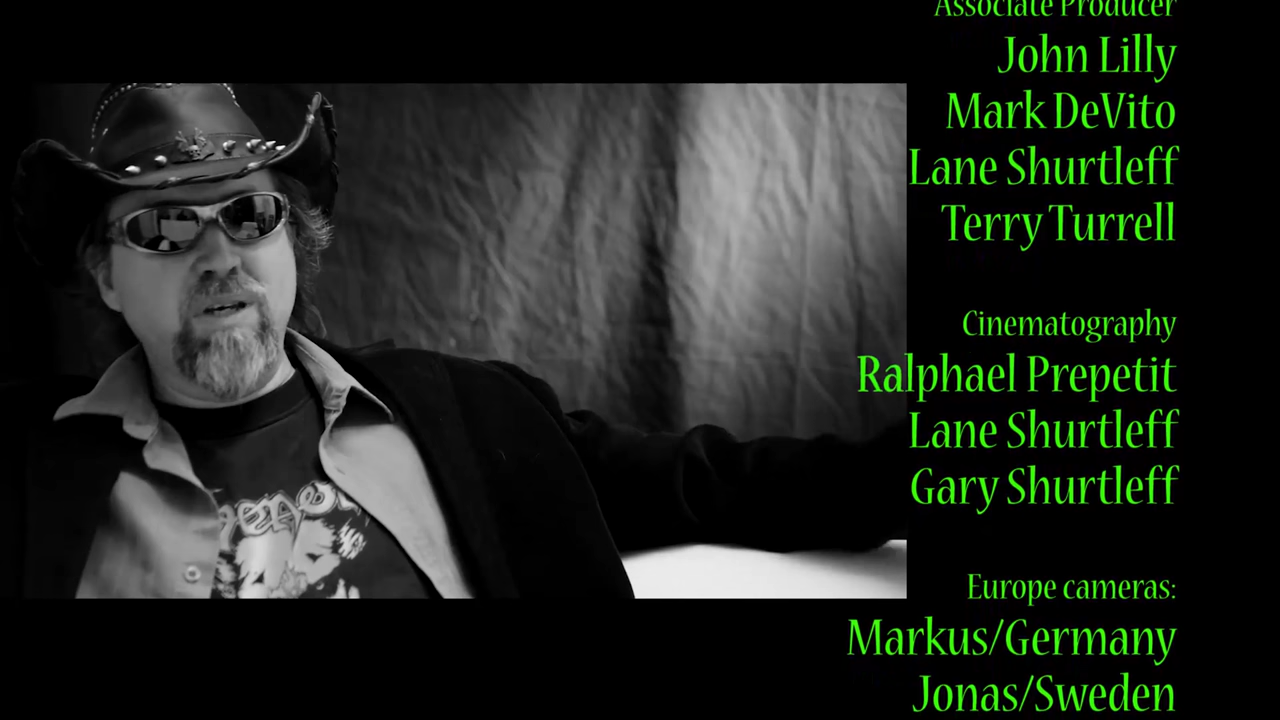 Associate Producer
John Lilly
Mark DeVito
Lane Shurtleff
Terry Turrell
Cinematography
Ralphael Prepetit
Lane Shurtleff
Gary Shurtleff
Europe cameras:
Markus/Germany
Jonas/Sweden